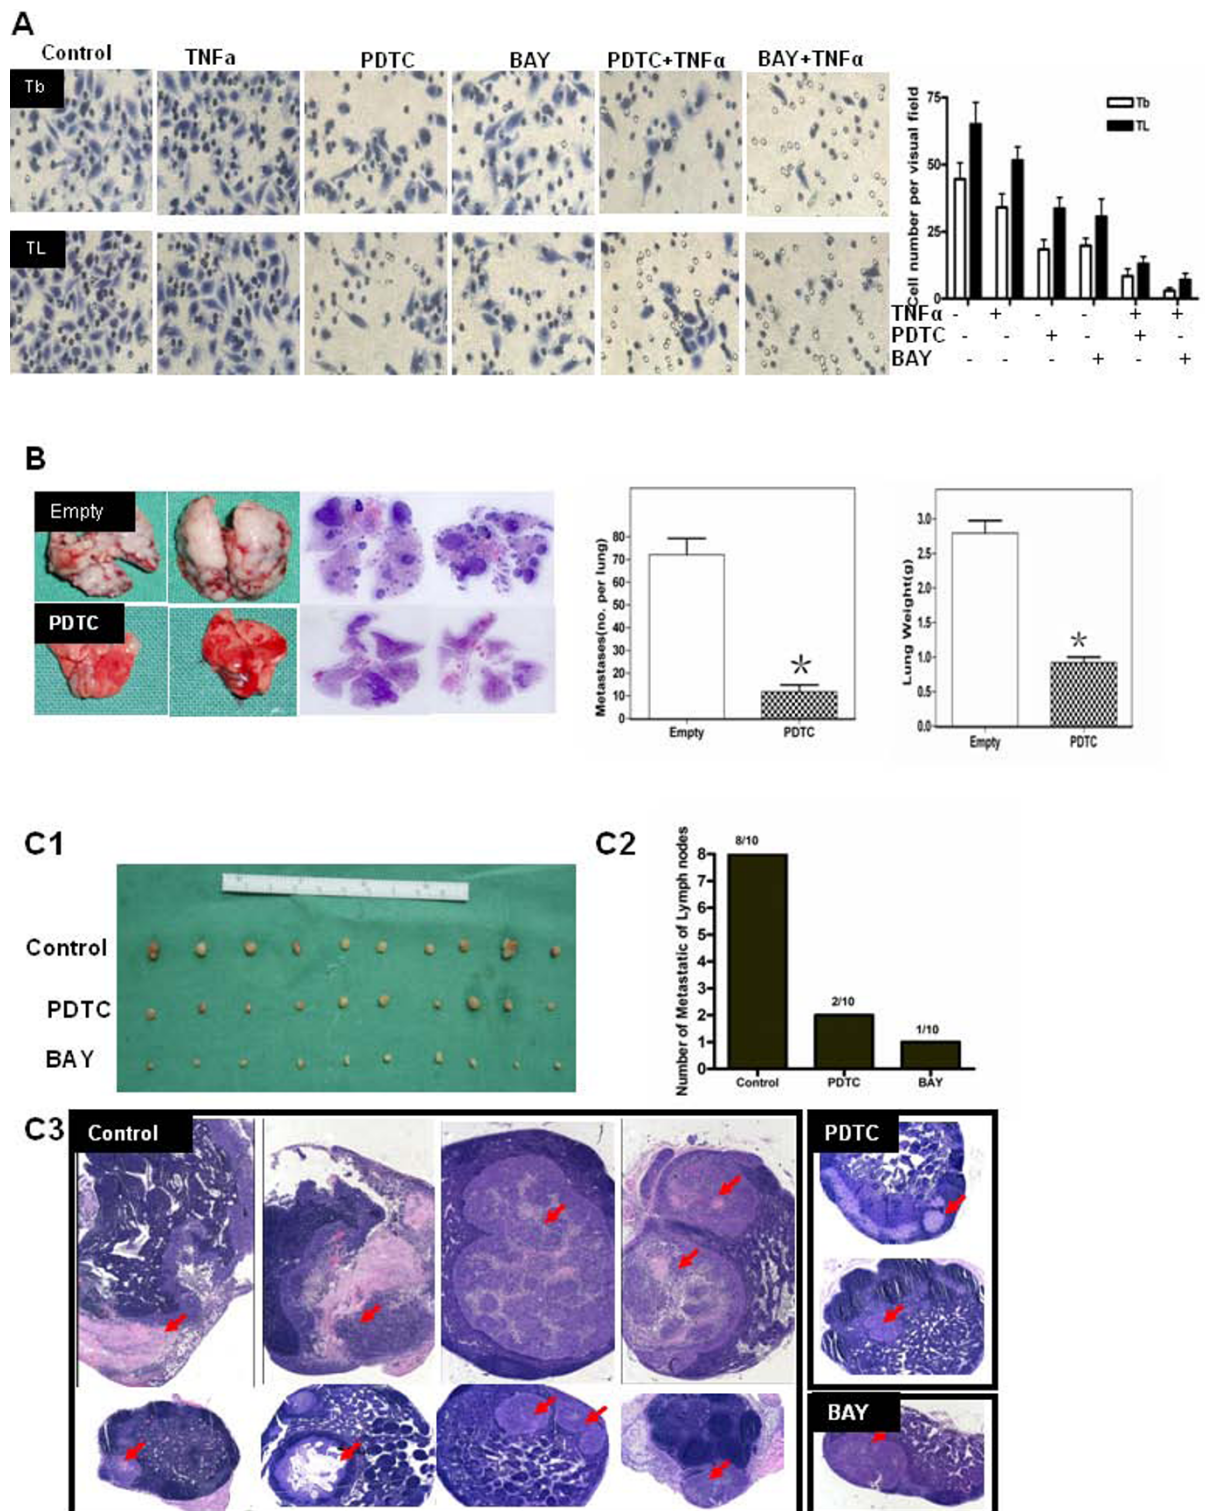 A
Control TNFa PDTC BAY PDTC+TNFα BAY+TNFα
Tb
TL
Cell number per visual field
75
50
25
0
Tb
TL
TNFα - + - - + +
PDTC - - + - + -
BAY - - - + - +
B
Empty
PDTC
Metastases(no. per lung)
80
70
60
50
40
30
20
10
0
*
Empty PDTC
Lung Weight(g)
3.0
2.5
2.0
1.5
1.0
0.5
0.0
*
Empty PDTC
C1
Control
PDTC
BAY
C2
Number of Metastatic of Lymph nodes
8
7
6
5
4
3
2
1
0
8/10
2/10
1/10
Control PDTC BAY
C3
Control
PDTC
BAY